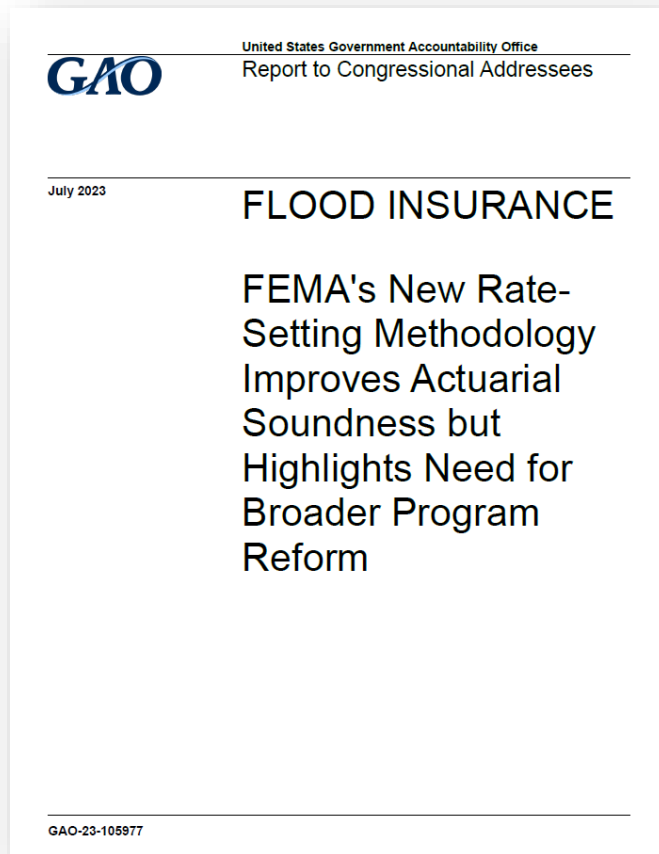 United States Government Accountability Office
GAO
Report to Congressional Addressees
July 2023
FLOOD INSURANCE
FEMA's New Rate-
Setting Methodology
Improves Actuarial
Soundness but
Highlights Need for
Broader Program
Reform
GAO-23-105977